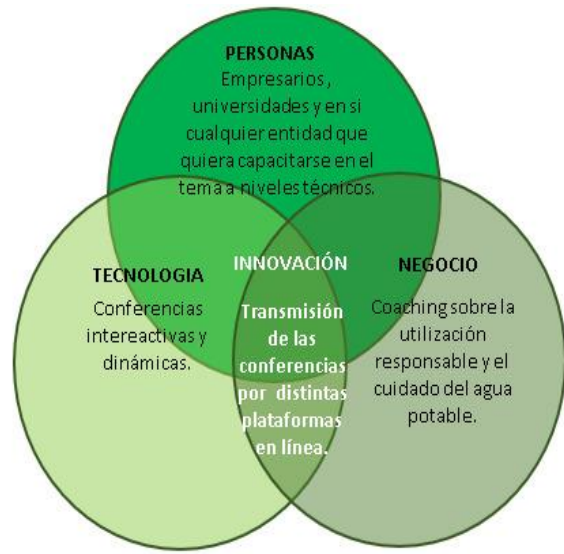 PERSONAS
Empresarios,
universidades y en si
cualquier entidad que
quiera capacitarse en el
tema a niveles técnicos.
TECNOLOGIA
Conferencias
intereactivas y
dinámicas.
INNOVACIÓN
Transmisión
de las
conferencias
por distintas
plataformas
en línea.
NEGOCIO
Coaching sobre la
utilización
responsable y el
cuidado del agua
potable.